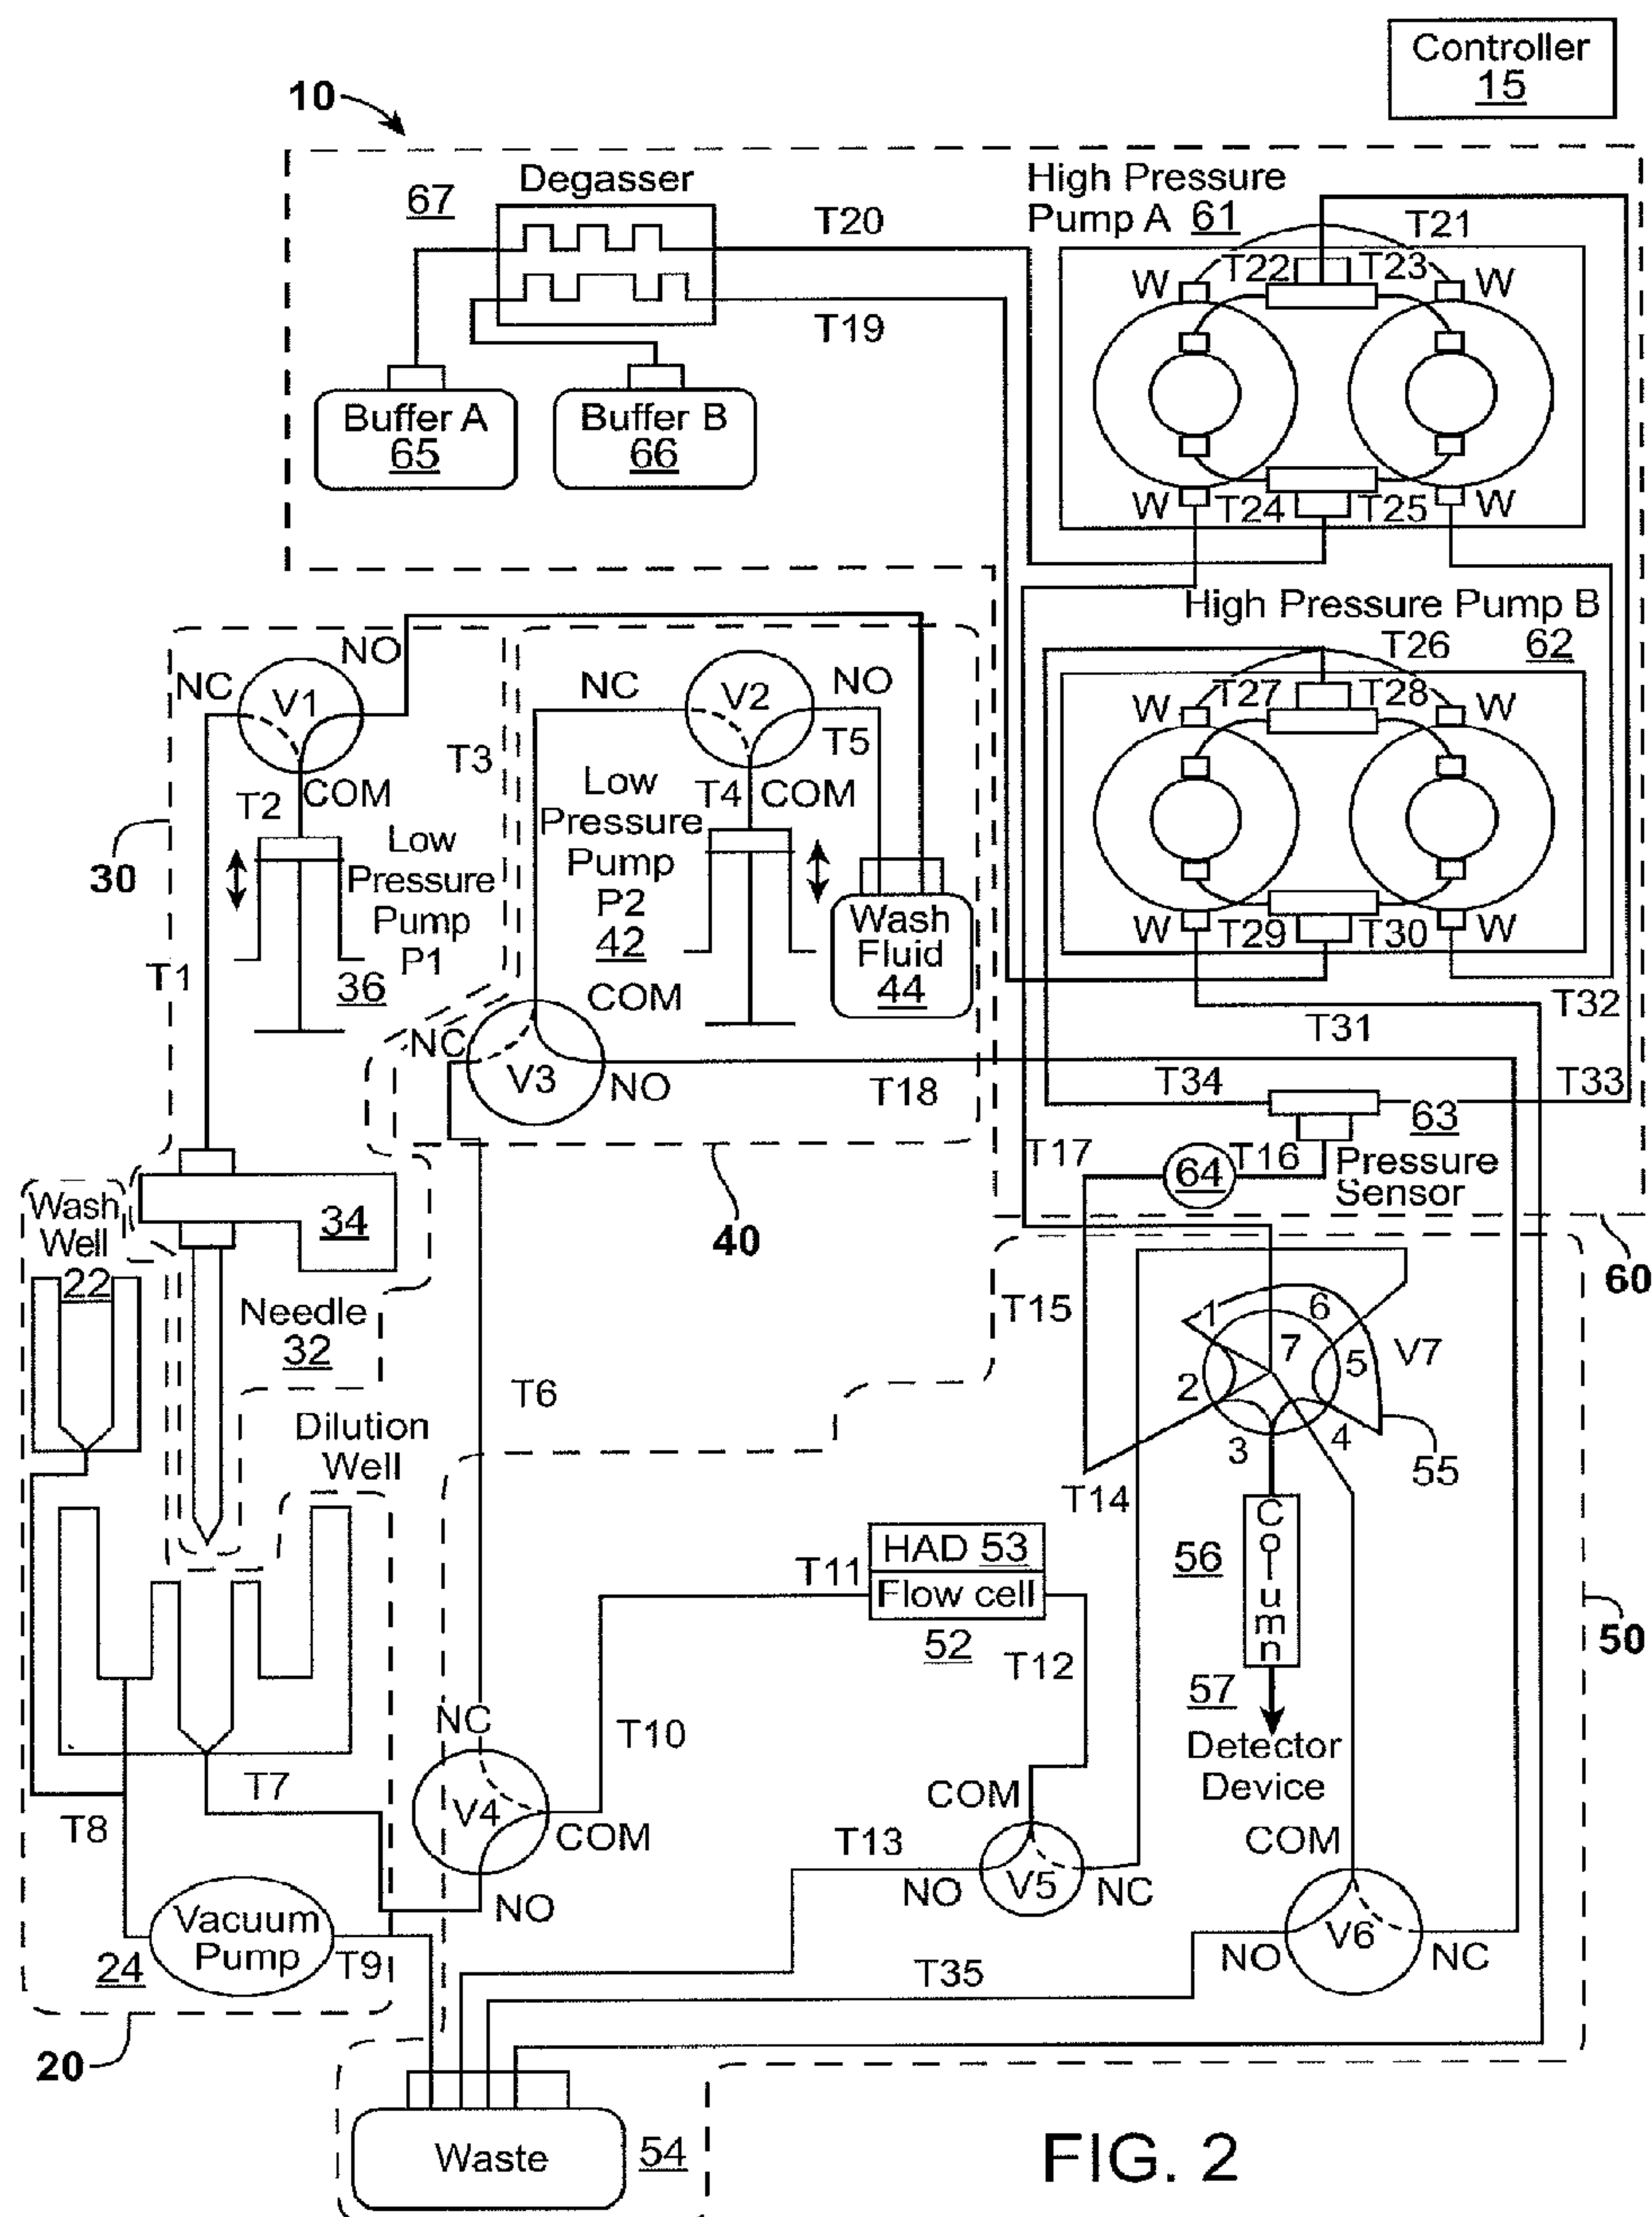 Controller
15
10
Degasser
67
T20
T19
Buffer A
65
Buffer B
66
High Pressure
Pump A 61
T21
W
T22
T23
W
W
T24
T25
W
High Pressure Pump B
62
T26
W
T27
T28
W
W
T29
T30
W
T32
T31
T34
T33
63
T17
64
T16
Pressure
Sensor
60
NO
NC
V1
COM
T2
T3
30
Low
Pressure
Pump
P1
36
T1
NC
V2
NO
T5
Low
Pressure
Pump
P2
42
T4
COM
Wash
Fluid
44
COM
NC
V3
NO
T18
40
Wash
Well
22
34
Needle
32
Dilution
Well
T6
T15
1
6
7
5
V7
2
3
4
55
T14
HAD 53
Flow cell
52
T11
T12
56
Column
57
Detector
Device
50
NC
T10
V4
COM
NO
T7
T8
Vacuum
Pump
24
T9
20
COM
T13
NO
V5
NC
COM
NO
V6
NC
T35
Waste
54
FIG. 2